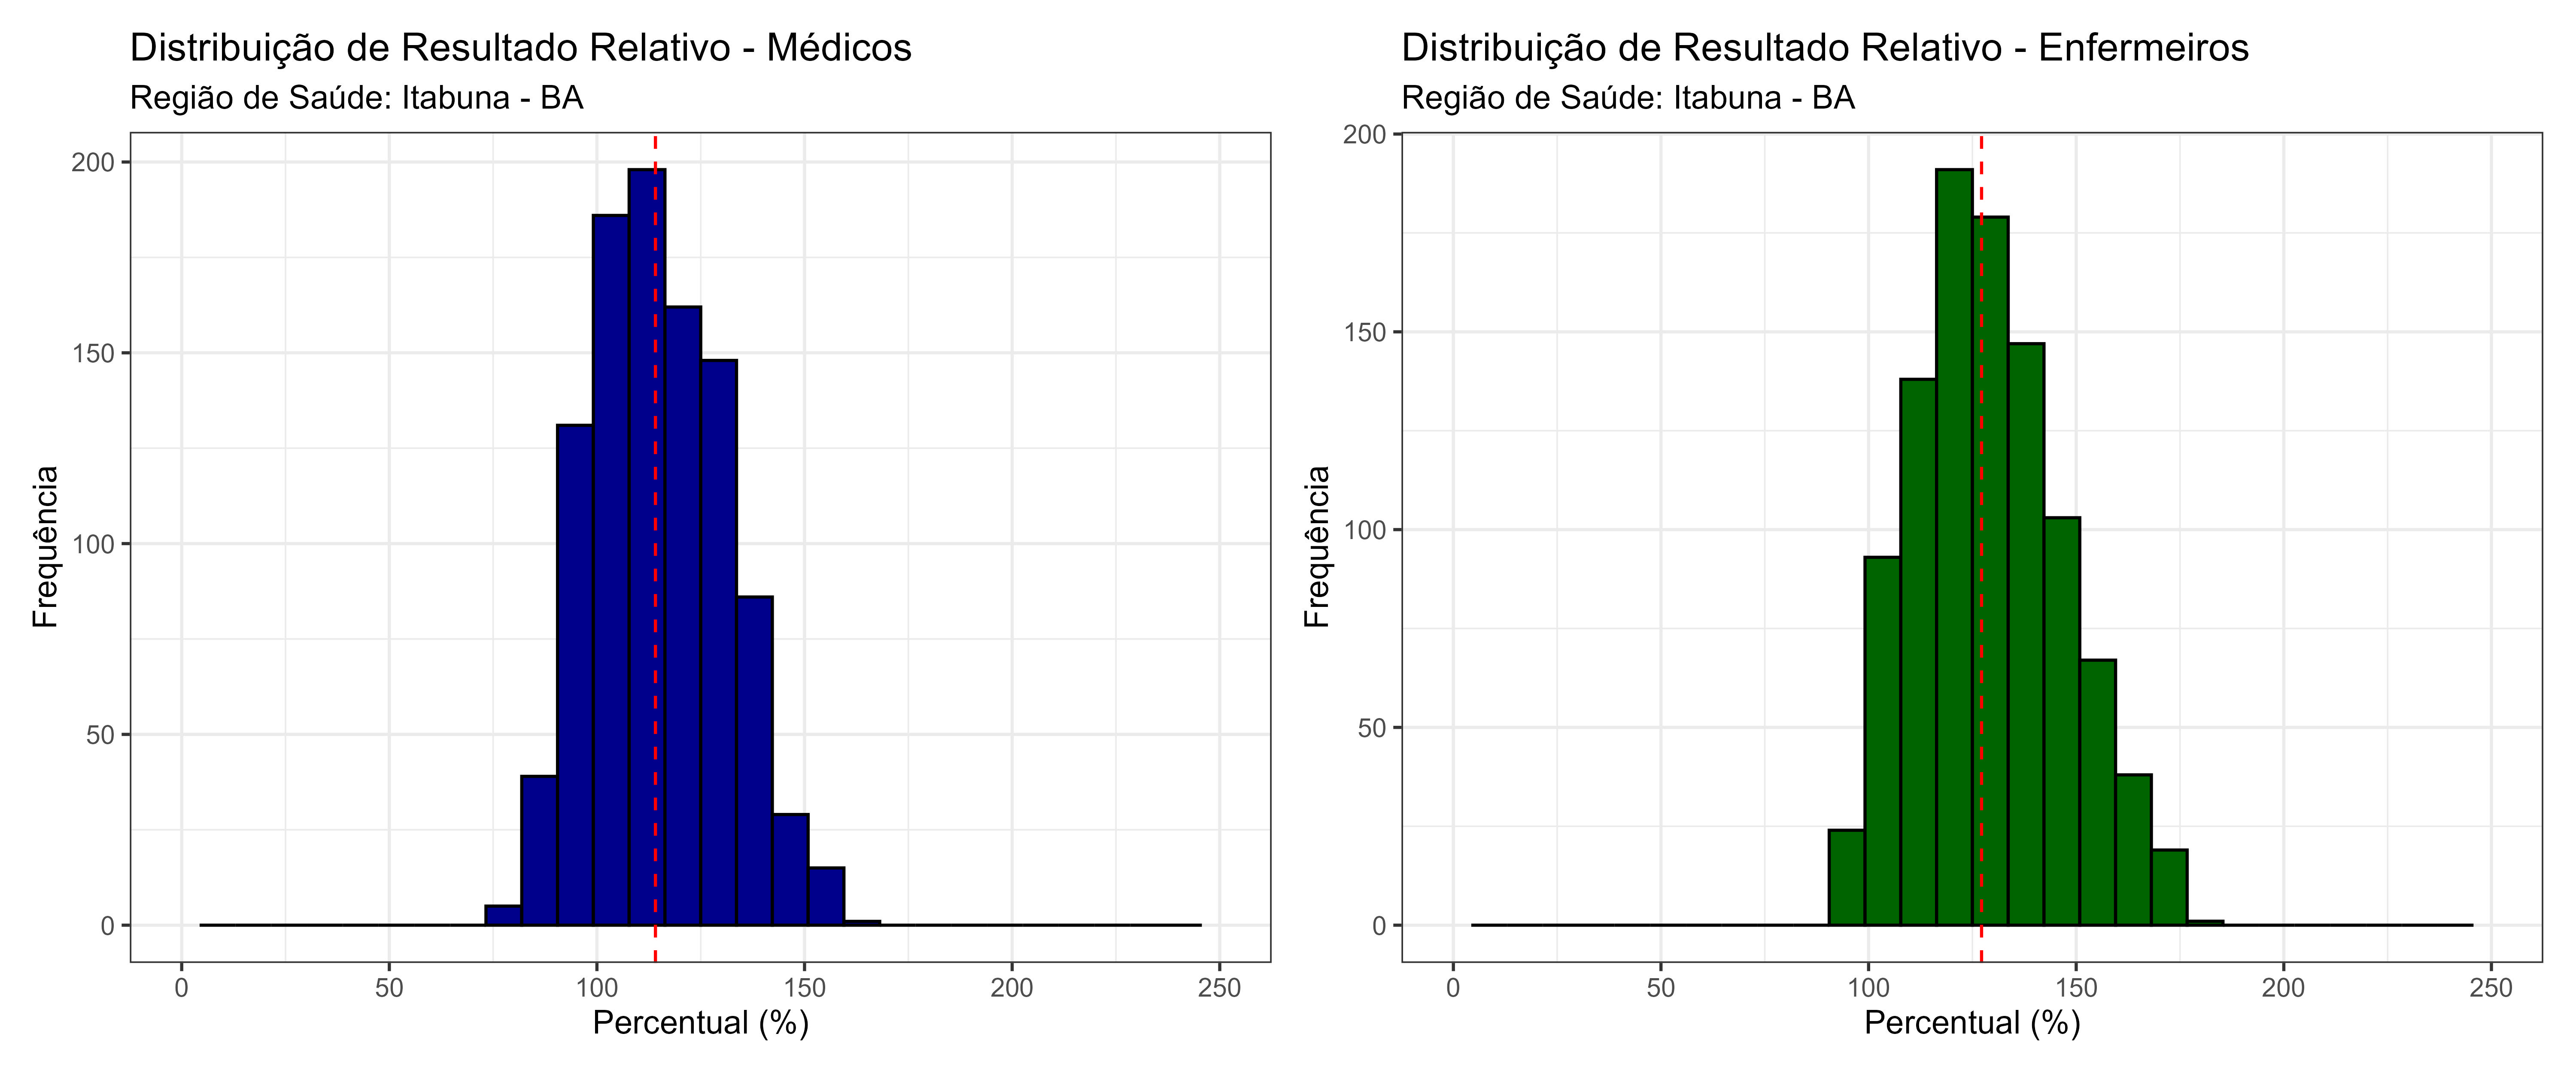 Distribuição de Resultado Relativo - Médicos
Região de Saúde: Itabuna - BA
200
150
100
50
0
Frequência
0 50 100 150 200 250
Percentual (%)
Distribuição de Resultado Relativo - Enfermeiros
Região de Saúde: Itabuna - BA
200
150
100
50
0
Frequência
0 50 100 150 200 250
Percentual (%)